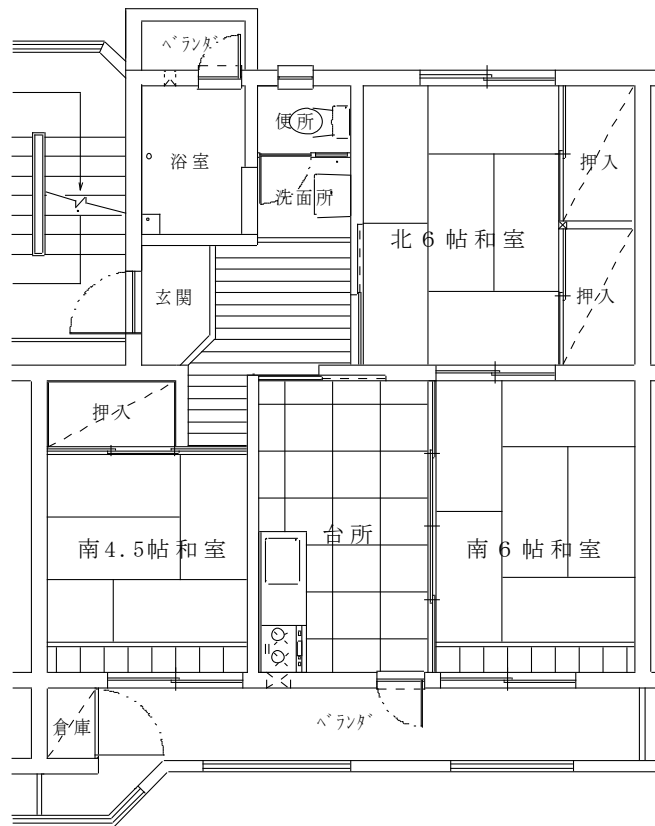 ﾍﾞﾗﾝﾀﾞ
便所
浴室
押入
洗面所
北６帖和室
玄関
押入
押入
台所
南4.5帖和室
南６帖和室
倉庫
ﾍﾞﾗﾝﾀﾞ